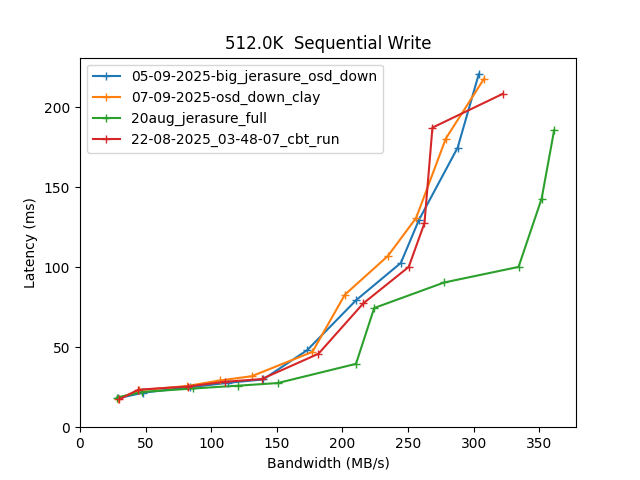 512.0K  Sequential Write
05-09-2025-big_jerasure_osd_down
07-09-2025-osd_down_clay
20aug_jerasure_full
22-08-2025_03-48-07_cbt_run
200
150
100
50
0
Latency (ms)
0 50 100 150 200 250 300 350
Bandwidth (MB/s)